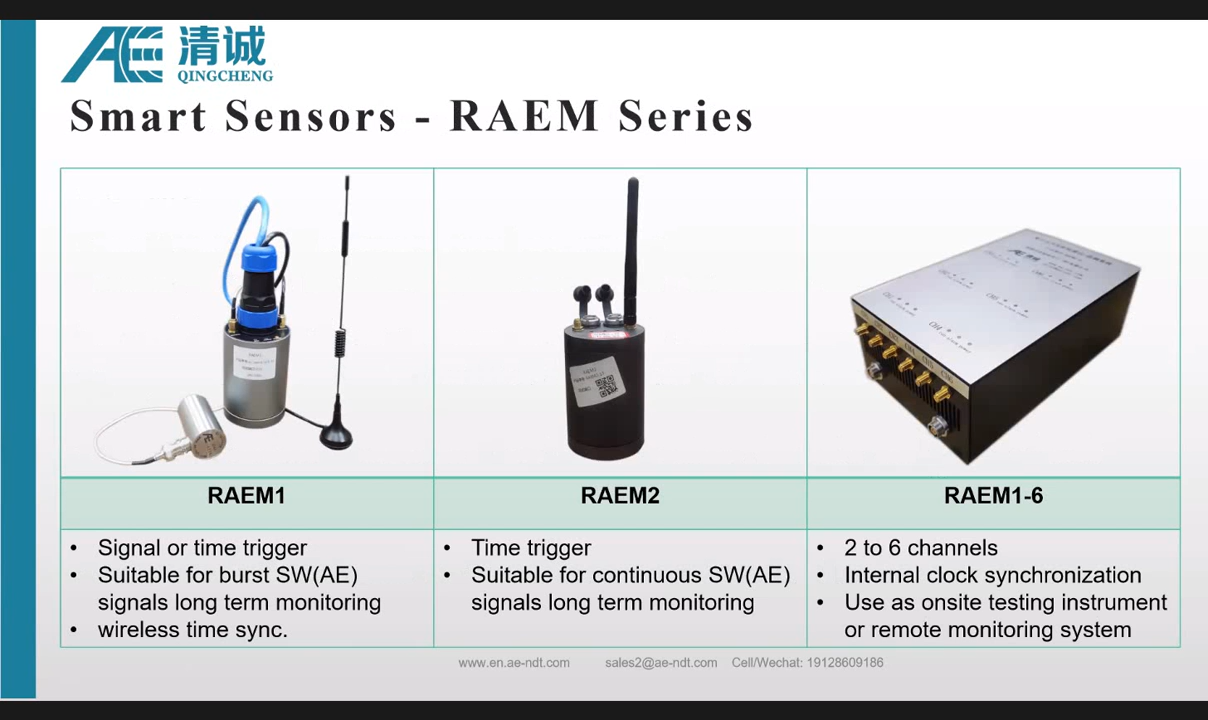 AE 清诚
QINGCHENG
Smart Sensors - RAEM Series
RAEM1
RAEM2
RAEM1-6
• Signal or time trigger
• Suitable for burst SW(AE)
signals long term monitoring
• wireless time sync.
• Time trigger
• Suitable for continuous SW(AE)
signals long term monitoring
• 2 to 6 channels
• Internal clock synchronization
• Use as onsite testing instrument
or remote monitoring system
www.en.ae-ndt.com sales2@ae-ndt.com Cell/Wechat: 19128609186